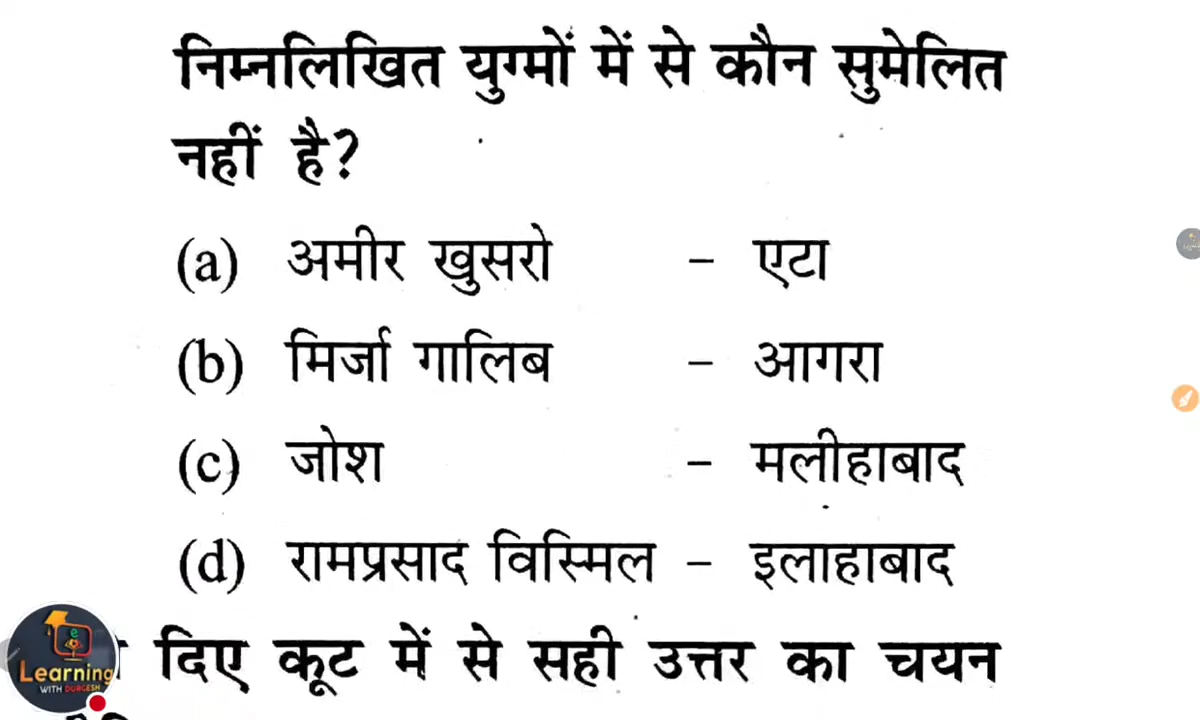 निम्नलिखित युग्मों में से कौन सुमेलित
नहीं है?
(a) अमीर खुसरो – एटा
(b) मिर्जा गालिब – आगरा
(c) जोश – मलीहाबाद
(d) रामप्रसाद विस्मिल – इलाहाबाद
दिए कूट में से सही उत्तर का चयन
e
Learning
WITH DURGESH